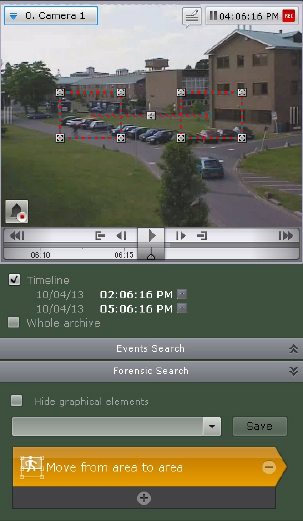 0. Camera 1
04:06:16 PM REC
06:10 06:15
Timeline
10/04/13 02:06:16 PM
10/04/13 05:06:16 PM
Whole archive
Events Search
Forensic Search
Hide graphical elements
Save
Move from area to area